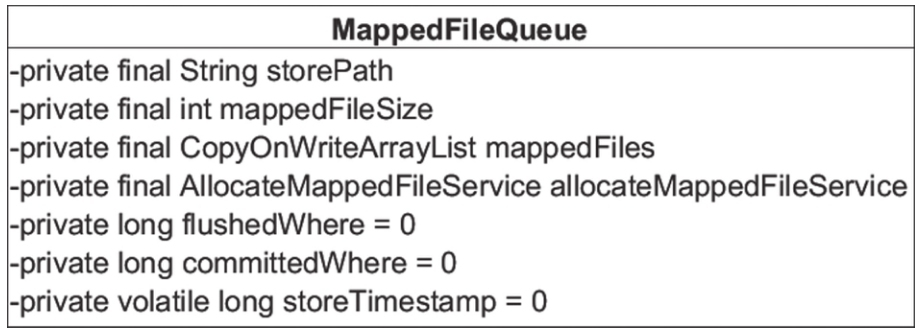 MappedFileQueue
-private final String storePath
-private final int mappedFileSize
-private final CopyOnWriteArrayList mappedFiles
-private final AllocateMappedFileService allocateMappedFileService
-private long flushedWhere = 0
-private long committedWhere = 0
-private volatile long storeTimestamp = 0